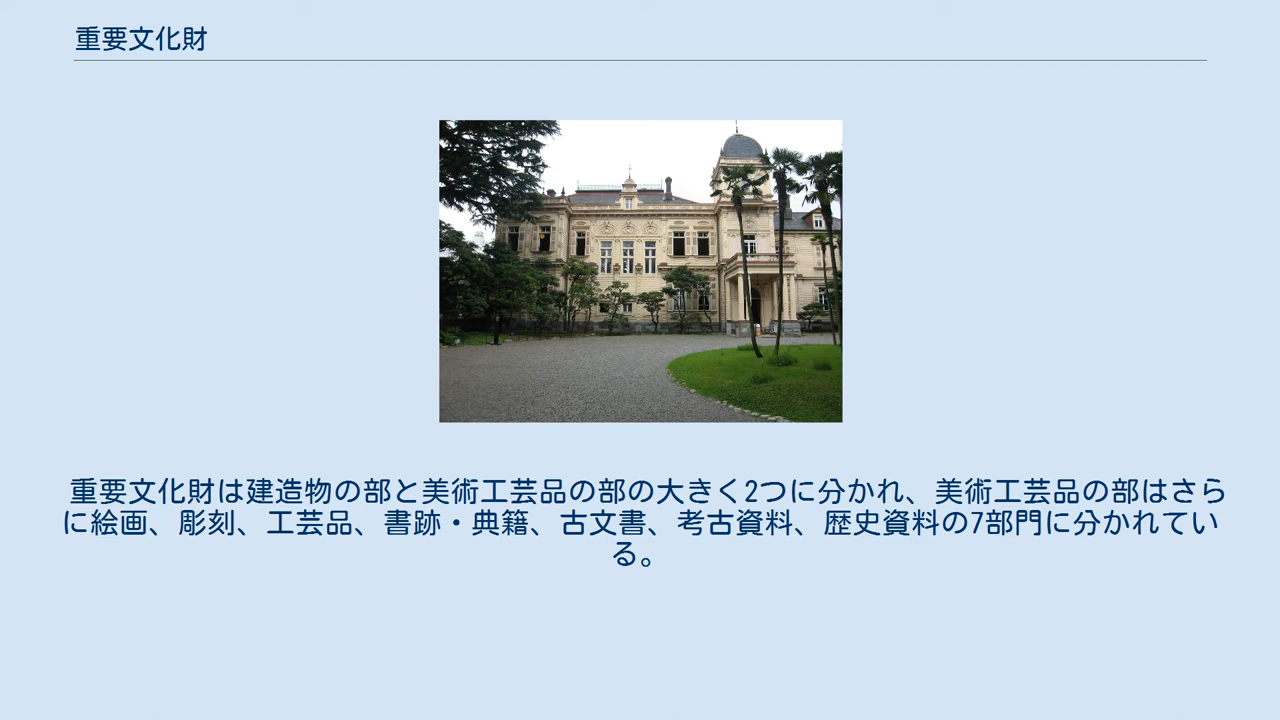 重要文化財
重要文化財は建造物の部と美術工芸品の部の大きく2つに分かれ、美術工芸品の部はさら
に絵画、彫刻、工芸品、書跡・典籍、古文書、考古資料、歴史資料の7部門に分かれてい
る。